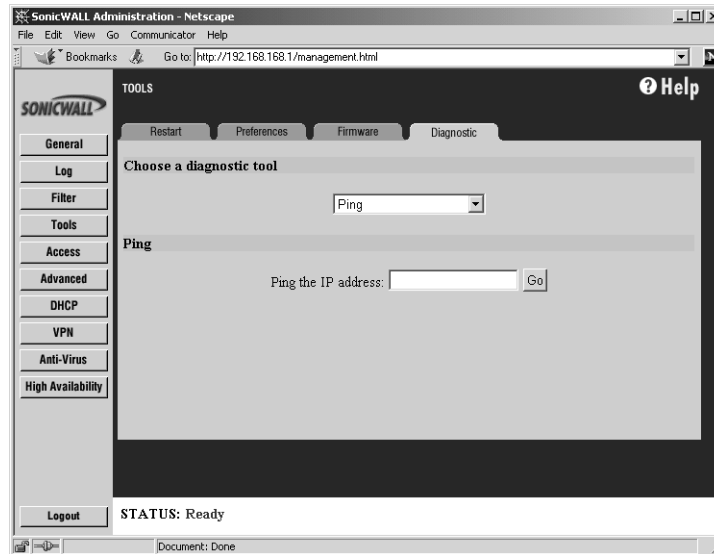 SonicWALL Administration - Netscape
File Edit View Go Communicator Help
Bookmarks Go to: http://192.168.168.1/management.html
N
SONICWALL
TOOLS
? Help
Restart Preferences Firmware Diagnostic
General
Log
Filter
Tools
Access
Advanced
DHCP
VPN
Anti-Virus
High Availability
Logout
Choose a diagnostic tool
Ping
Ping
Ping the IP address: Go
STATUS: Ready
Document: Done